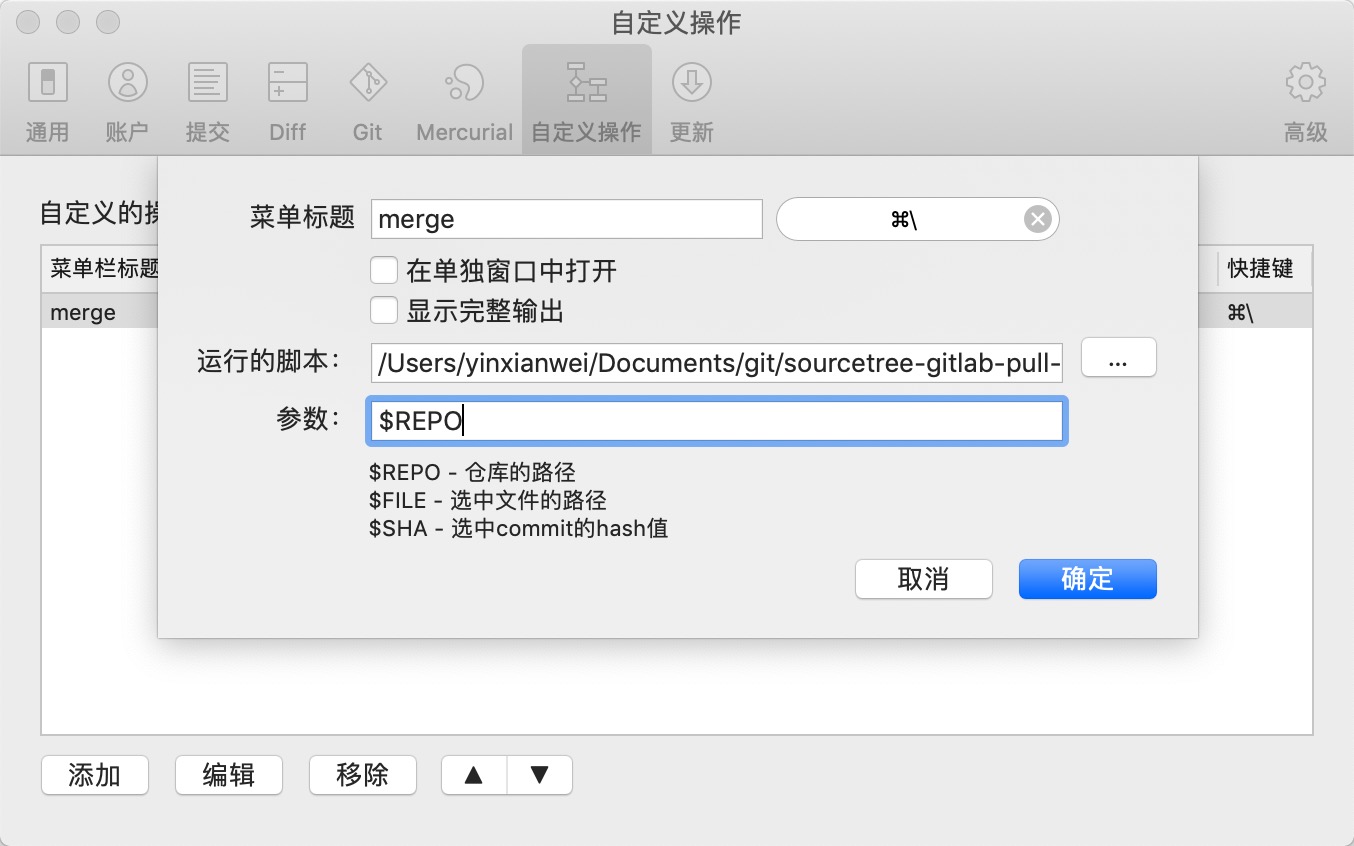 自定义操作
通用 账户 提交 Diff Git Mercurial 自定义操作 更新 高级
自定义的操
菜单标题 merge ⌘\
在单独窗口中打开
显示完整输出
菜单栏标题 快捷键
merge ⌘\
运行的脚本： /Users/yinxianwei/Documents/git/sourcetree-gitlab-pull- ...
参数： $REPO
$REPO - 仓库的路径
$FILE - 选中文件的路径
$SHA - 选中commit的hash值
取消 确定
添加 编辑 移除 ▲ ▼